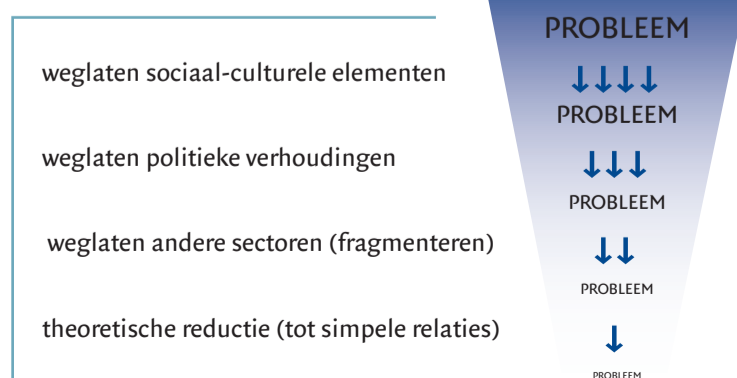 PROBLEEM
weglaten sociaal-culturele elementen
PROBLEEM
weglaten politieke verhoudingen
PROBLEEM
weglaten andere sectoren (fragmenteren)
PROBLEEM
theoretische reductie (tot simpele relaties)
PROBLEEM